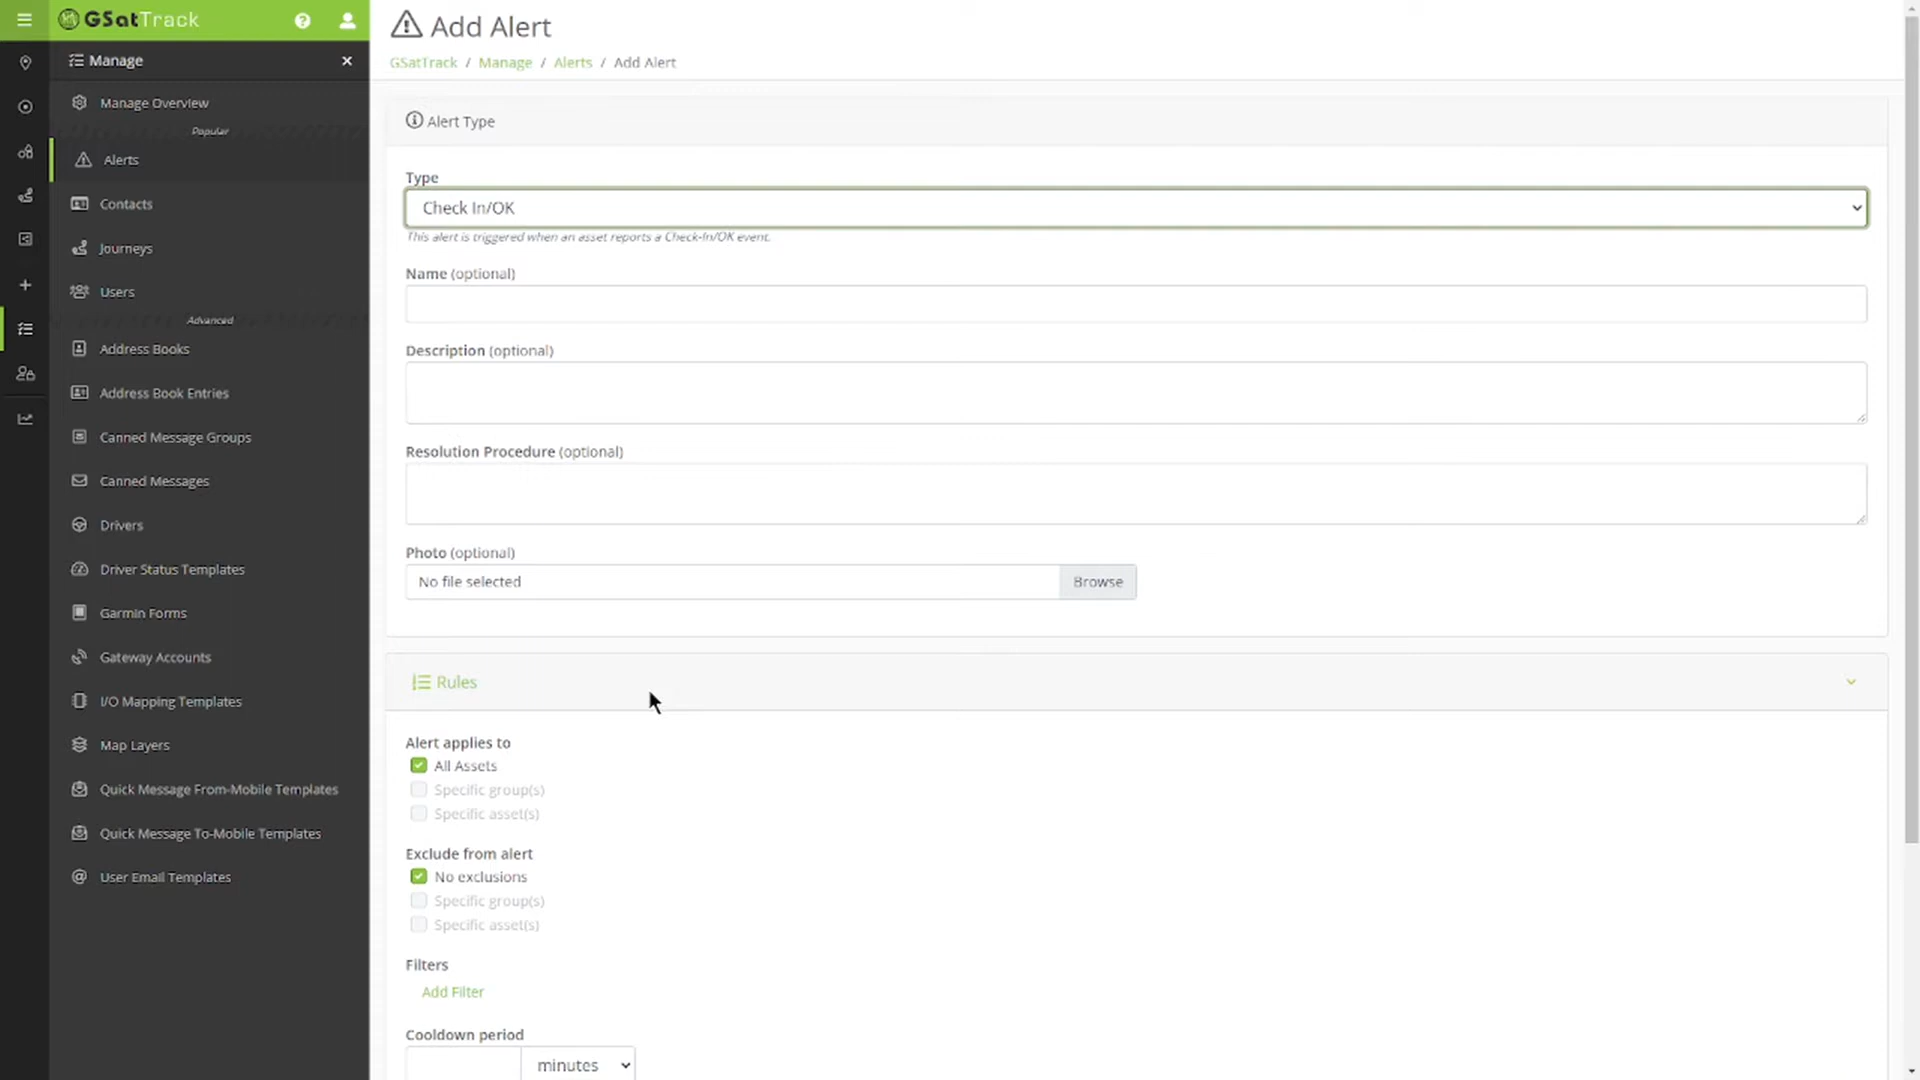 GSatTrack
Manage
Manage Overview
Popular
Alerts
Contacts
Journeys
Users
Advanced
Address Books
Address Book Entries
Canned Message Groups
Canned Messages
Drivers
Driver Status Templates
Garmin Forms
Gateway Accounts
I/O Mapping Templates
Map Layers
Quick Message From-Mobile Templates
Quick Message To-Mobile Templates
User Email Templates
Add Alert
GSatTrack / Manage / Alerts / Add Alert
Alert Type
Type
Check In/OK
This alert is triggered when an asset reports a Check-In/OK event.
Name (optional)
Description (optional)
Resolution Procedure (optional)
Photo (optional)
No file selected Browse
Rules
Alert applies to
All Assets
Specific group(s)
Specific asset(s)
Exclude from alert
No exclusions
Specific group(s)
Specific asset(s)
Filters
Add Filter
Cooldown period
minutes